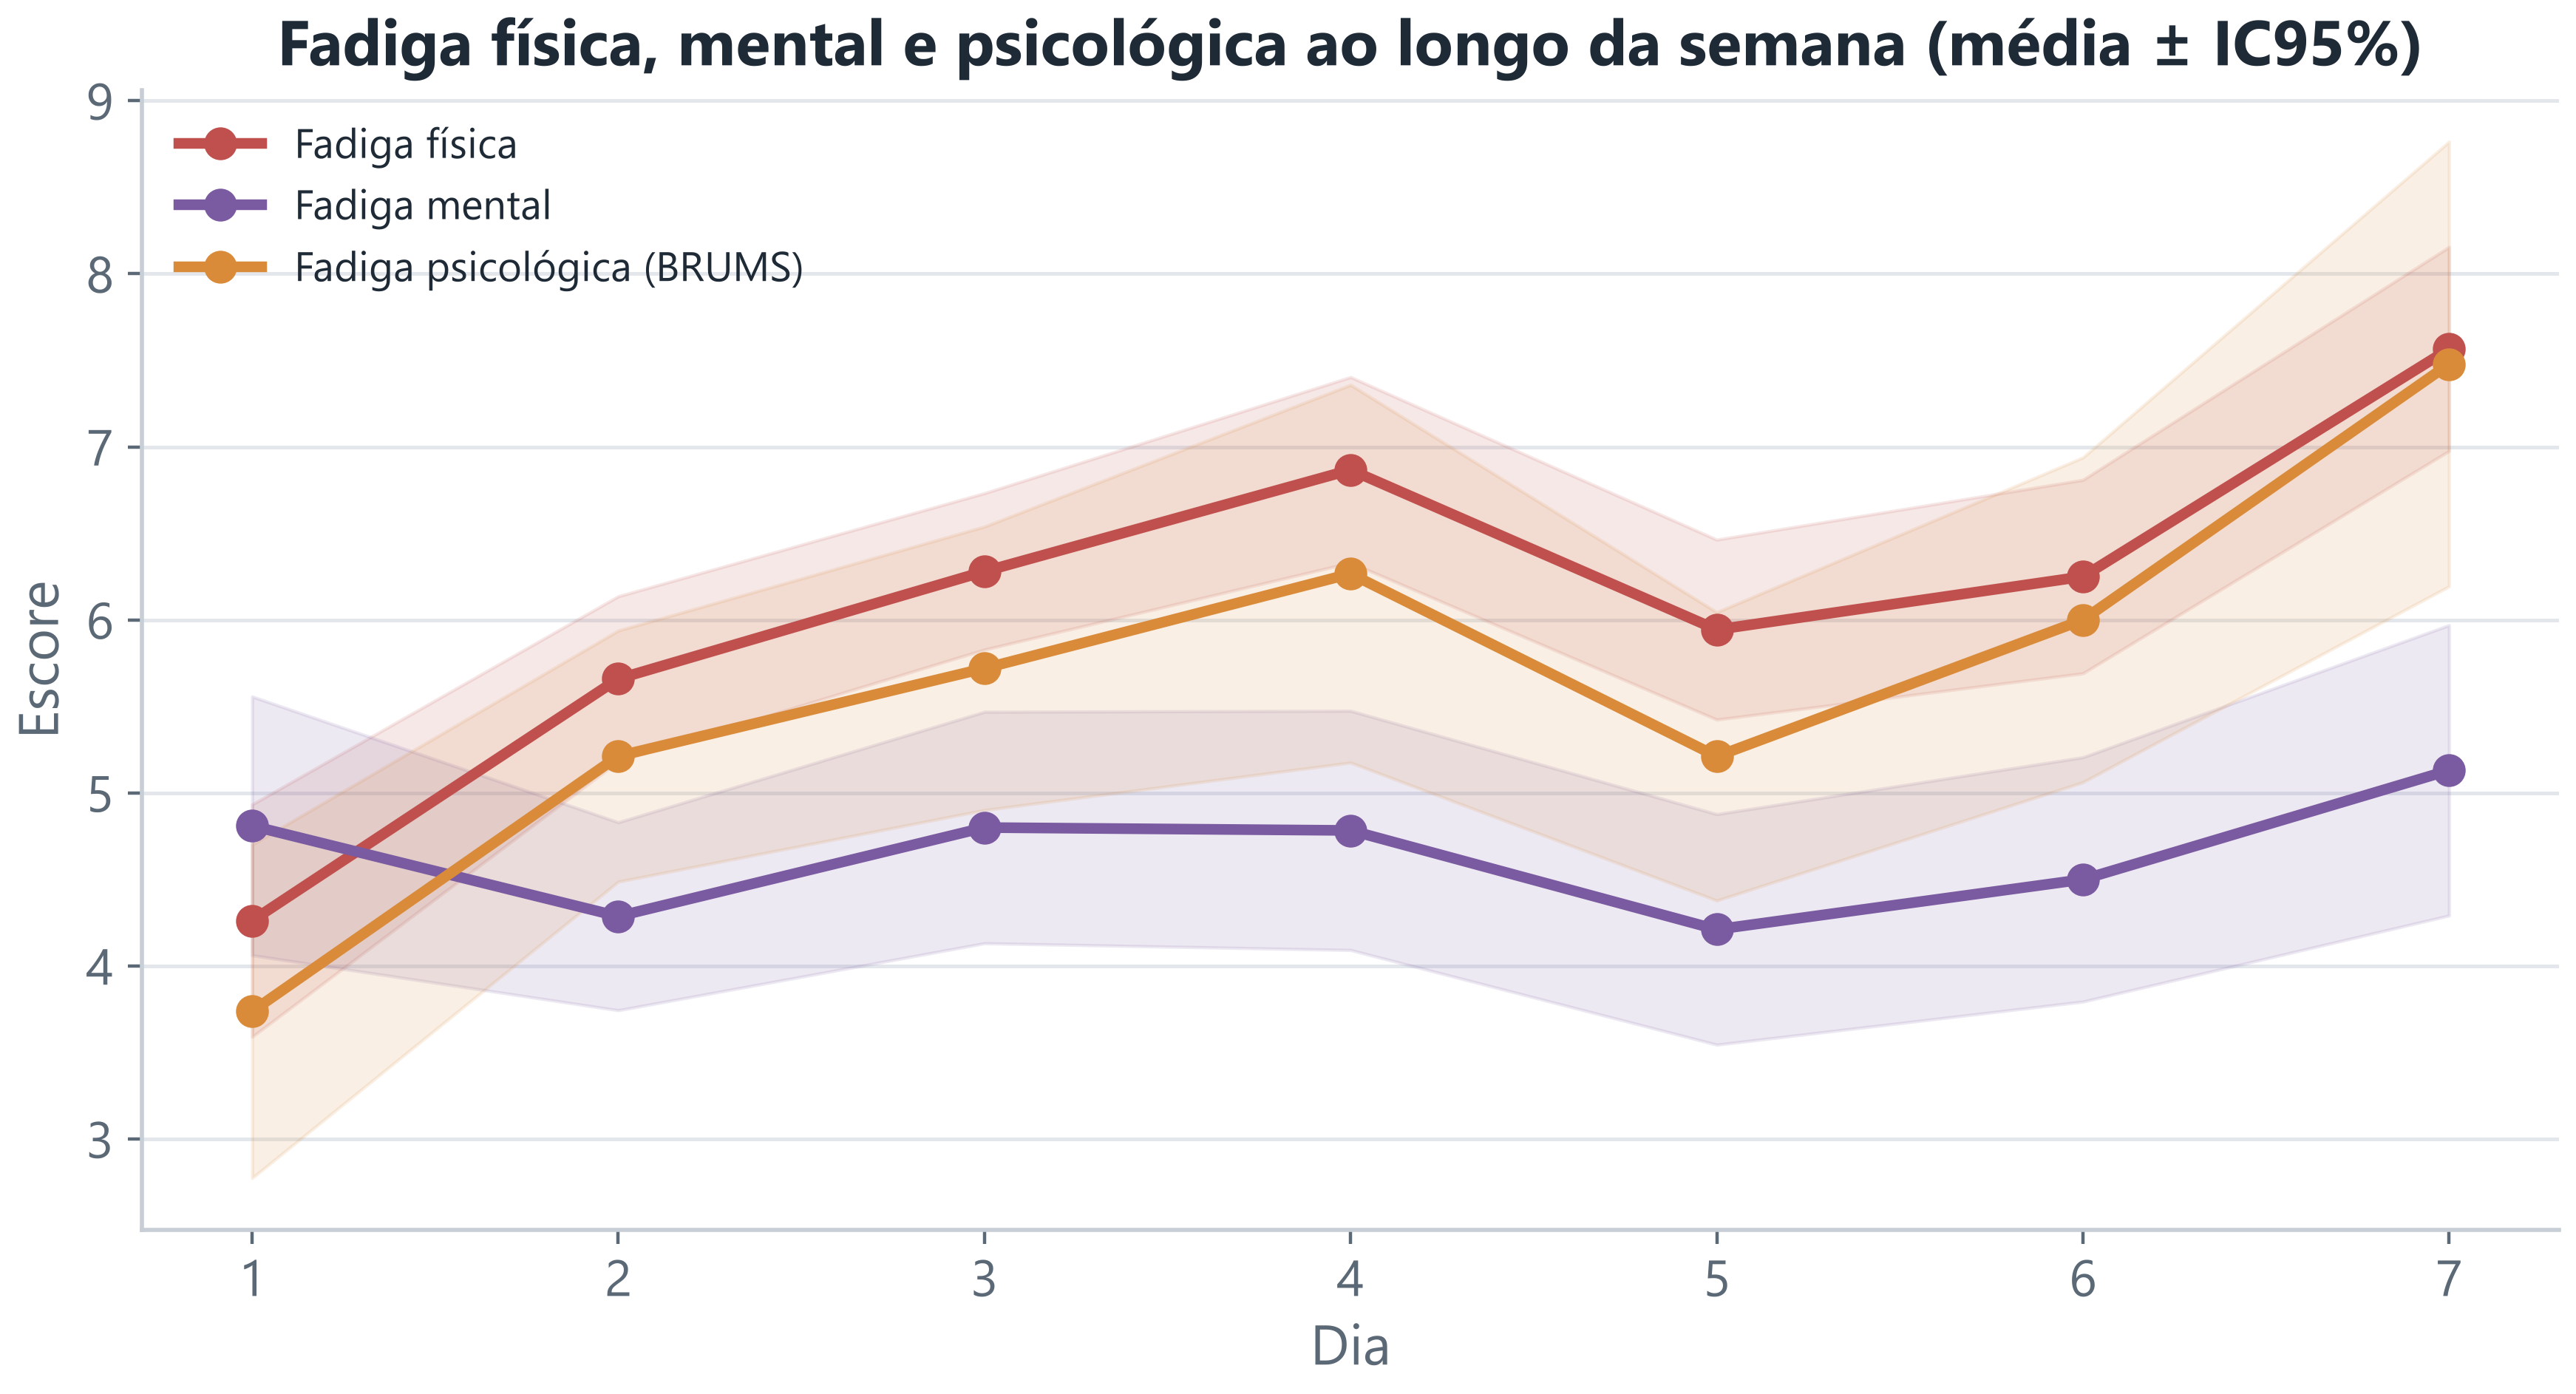 Fadiga física, mental e psicológica ao longo da semana (média ± IC95%)
9
8
7
6
5
4
3
Escore
Fadiga física
Fadiga mental
Fadiga psicológica (BRUMS)
1 2 3 4 5 6 7
Dia